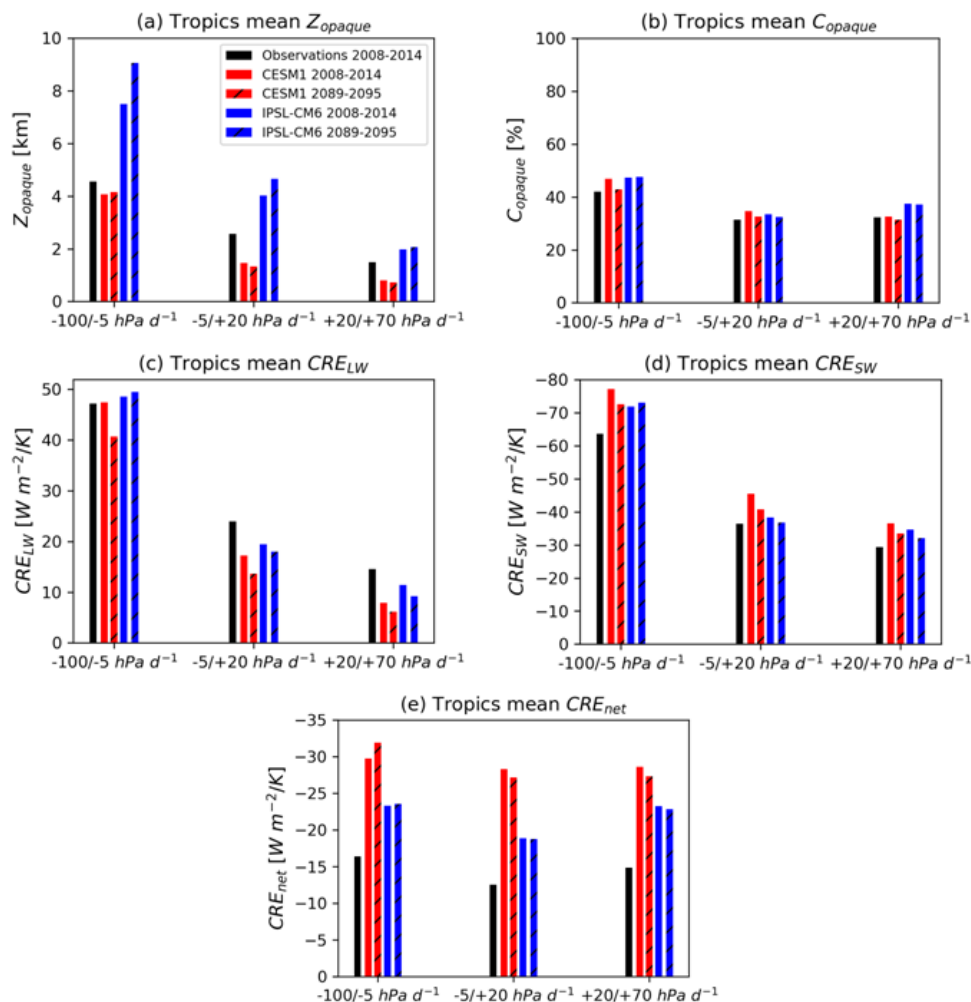 (a) Tropics mean Z_opaque
Z_opaque [km]
10
8
6
4
2
0
Observations 2008-2014
CESM1 2008-2014
CESM1 2089-2095
IPSL-CM6 2008-2014
IPSL-CM6 2089-2095
-100/-5 hPa d⁻¹ -5/+20 hPa d⁻¹ +20/+70 hPa d⁻¹
(b) Tropics mean C_opaque
C_opaque [%]
100
80
60
40
20
0
-100/-5 hPa d⁻¹ -5/+20 hPa d⁻¹ +20/+70 hPa d⁻¹
(c) Tropics mean CRE_LW
CRE_LW [W m⁻²/K]
50
40
30
20
10
0
-100/-5 hPa d⁻¹ -5/+20 hPa d⁻¹ +20/+70 hPa d⁻¹
(d) Tropics mean CRE_SW
CRE_SW [W m⁻²/K]
−80
−70
−60
−50
−40
−30
−20
−10
0
-100/-5 hPa d⁻¹ -5/+20 hPa d⁻¹ +20/+70 hPa d⁻¹
(e) Tropics mean CRE_net
CRE_net [W m⁻²/K]
−35
−30
−25
−20
−15
−10
−5
0
-100/-5 hPa d⁻¹ -5/+20 hPa d⁻¹ +20/+70 hPa d⁻¹